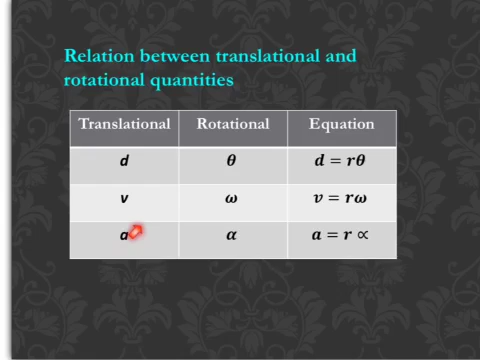 Relation between translational and
rotational quantities
Translational Rotational Equation
d θ d = rθ
v ω v = rω
a α a = r ∝